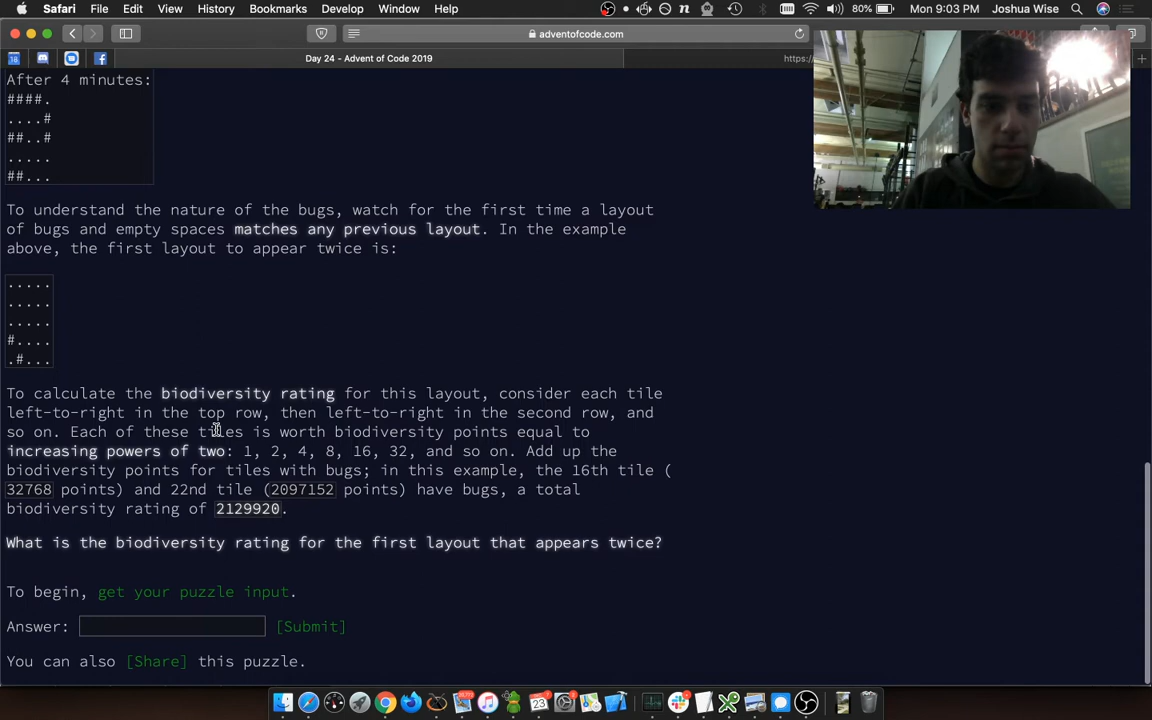 Safari File Edit View History Bookmarks Develop Window Help 80% Mon 9:03 PM Joshua Wise
adventofcode.com
18 Day 24 - Advent of Code 2019 https:/
After 4 minutes:
####.
....#
##..#
.....
##...
To understand the nature of the bugs, watch for the first time a layout
of bugs and empty spaces matches any previous layout. In the example
above, the first layout to appear twice is:
.....
.....
.....
#....
.#...
To calculate the biodiversity rating for this layout, consider each tile
left-to-right in the top row, then left-to-right in the second row, and
so on. Each of these tiles is worth biodiversity points equal to
increasing powers of two: 1, 2, 4, 8, 16, 32, and so on. Add up the
biodiversity points for tiles with bugs; in this example, the 16th tile (
32768 points) and 22nd tile (2097152 points) have bugs, a total
biodiversity rating of 2129920.
What is the biodiversity rating for the first layout that appears twice?
To begin, get your puzzle input.
Answer: [Submit]
You can also [Share] this puzzle.
23